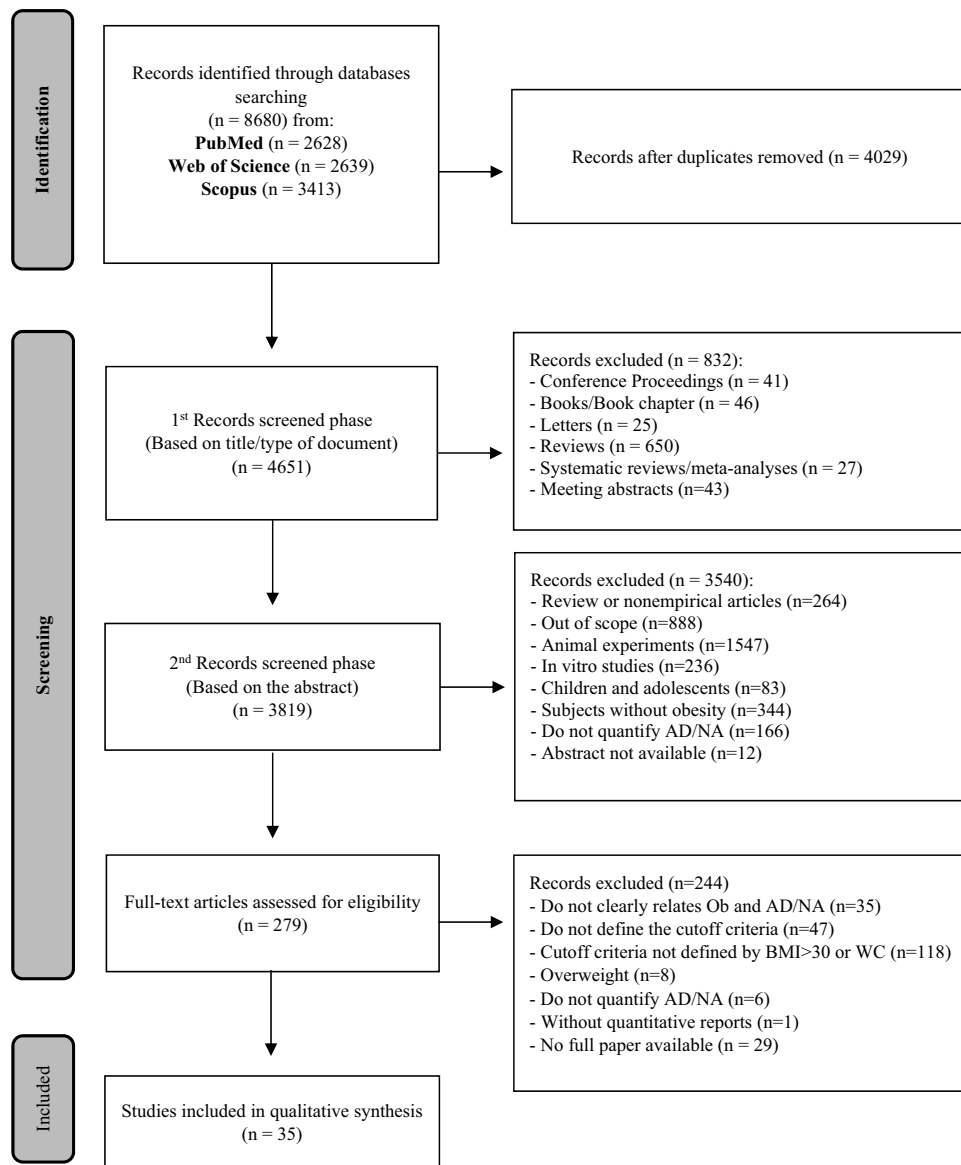 Identification
Records identified through databases
searching
(n = 8680) from:
PubMed (n = 2628)
Web of Science (n = 2639)
Scopus (n = 3413)
Records after duplicates removed (n = 4029)
Screening
1st Records screened phase
(Based on title/type of document)
n = 4651)
Records excluded (n = 832):
- Conference Proceedings (n = 41)
- Books/Book chapter (n = 46)
- Letters (n = 25)
- Reviews (n = 650)
- Systematic reviews/meta-analyses (n = 27)
- Meeting abstracts (n=43)
2nd Records screened phase
(Based on the abstract)
n = 3819)
Records excluded (n = 3540):
- Review or nonempirical articles (n=264)
- Out of scope (n=888)
- Animal experiments (n=1547)
- In vitro studies (n=236)
- Children and adolescents (n=83)
- Subjects without obesity (n=344)
- Do not quantify AD/NA (n=166)
- Abstract not available (n=12)
Full-text articles assessed for eligibility
(n = 279)
Records excluded (n=244)
- Do not clearly relates Ob and AD/NA (n=35)
- Do not define the cutoff criteria (n=47)
- Cutoff criteria not defined by BMI>30 or WC (n=118)
- Overweight (n=8)
- Do not quantify AD/NA (n=6)
- Without quantitative reports (n=1)
- No full paper available (n = 29)
Included
Studies included in qualitative synthesis
(n = 35)